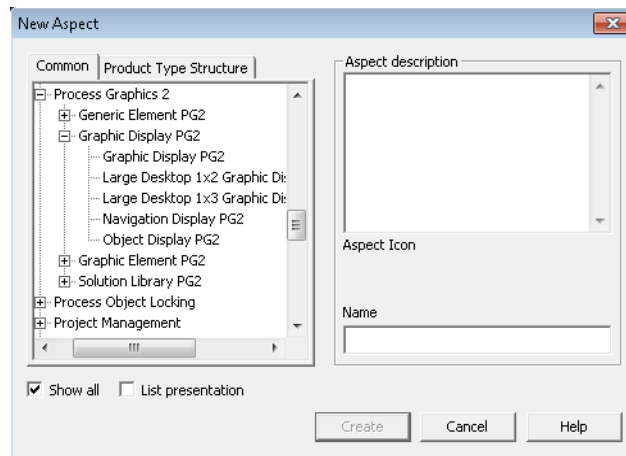 New Aspect
Common
Product Type Structure
Process Graphics 2
Generic Element PG2
Graphic Display PG2
Graphic Display PG2
Large Desktop 1x2 Graphic Di
Large Desktop 1x3 Graphic Di
Navigation Display PG2
Object Display PG2
Graphic Element PG2
Solution Library PG2
Process Object Locking
Project Management
Show all
List presentation
Aspect description
Aspect Icon
Name
Create
Cancel
Help